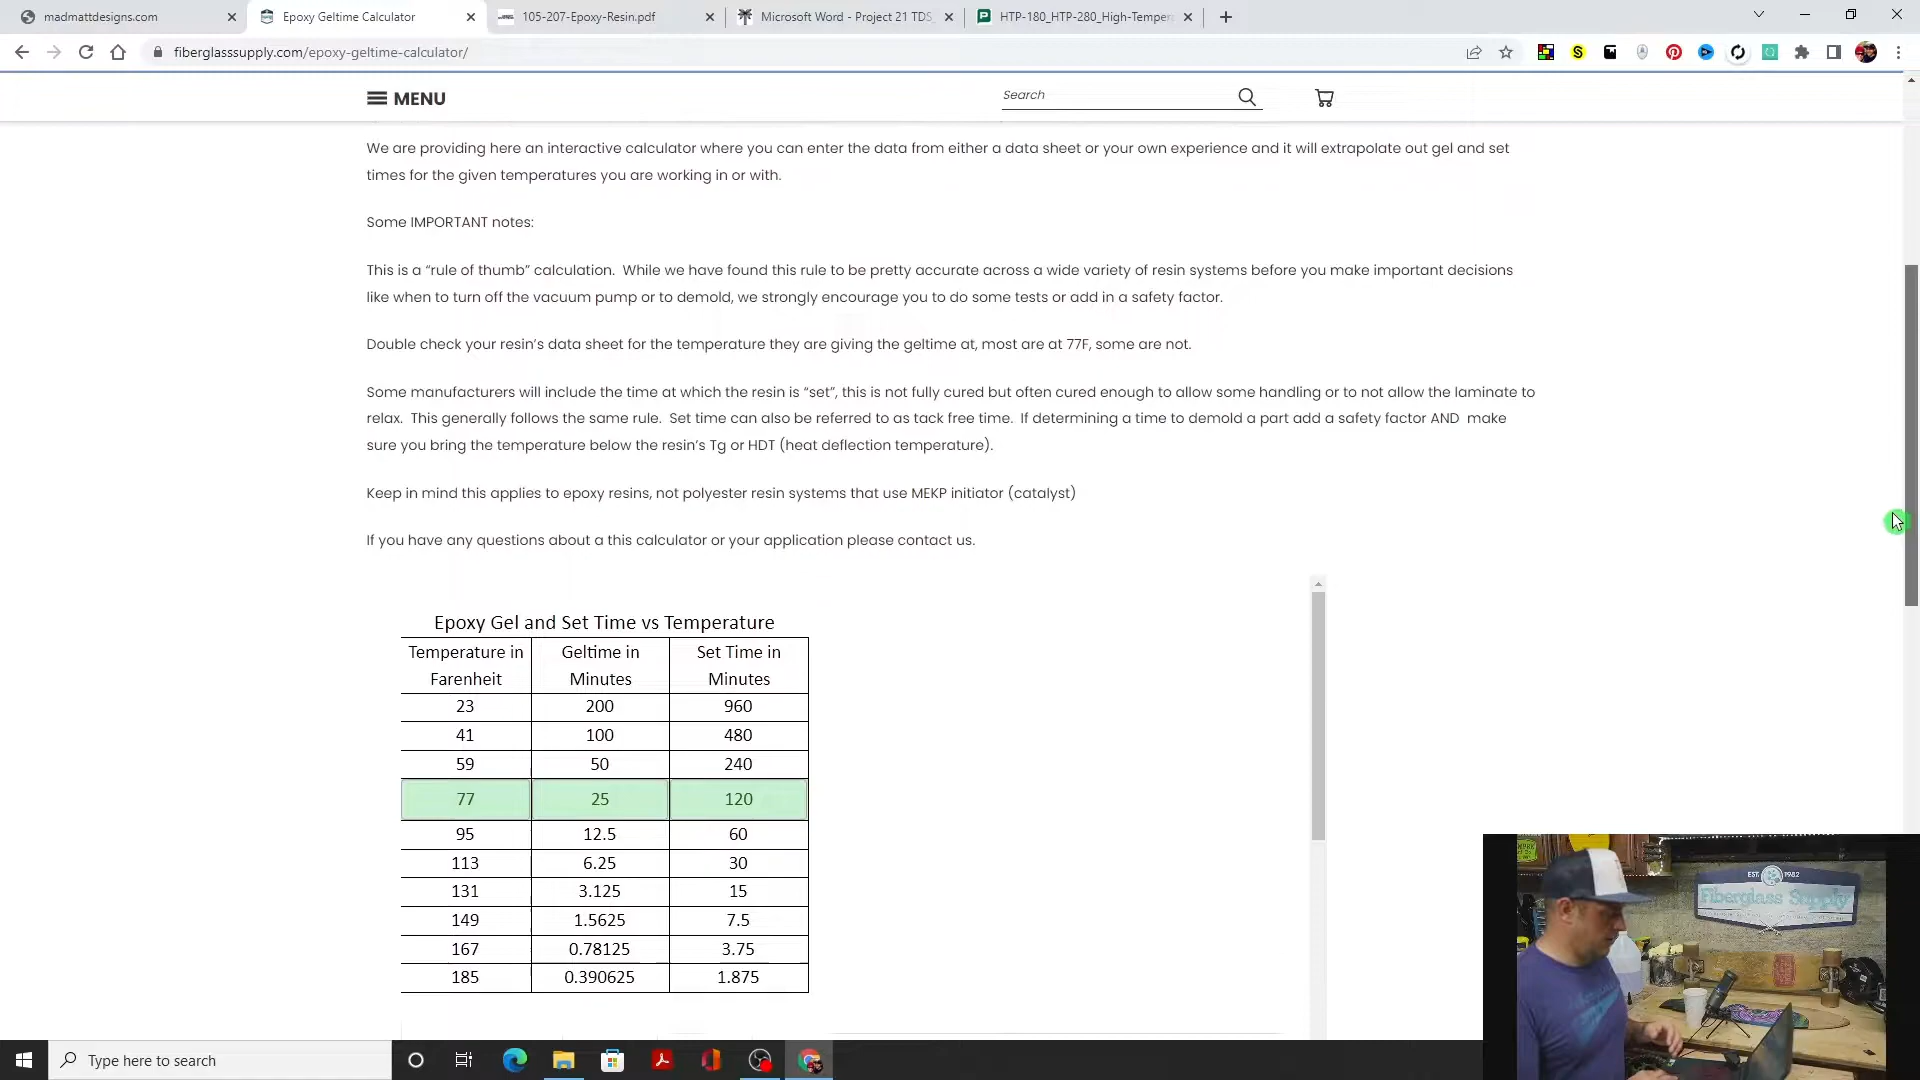 madmattdesigns.com
Epoxy Geltime Calculator
105-207-Epoxy-Resin.pdf
Microsoft Word - Project 21 TDS_
HTP-180_HTP-280_High-Temper
fiberglasssupply.com/epoxy-geltime-calculator/
MENU
Search
We are providing here an interactive calculator where you can enter the data from either a data sheet or your own experience and it will extrapolate out gel and set
times for the given temperatures you are working in or with.
Some IMPORTANT notes:
This is a “rule of thumb” calculation. While we have found this rule to be pretty accurate across a wide variety of resin systems before you make important decisions
like when to turn off the vacuum pump or to demold, we strongly encourage you to do some tests or add in a safety factor.
Double check your resin’s data sheet for the temperature they are giving the geltime at, most are at 77F, some are not.
Some manufacturers will include the time at which the resin is “set”, this is not fully cured but often cured enough to allow some handling or to not allow the laminate to
relax. This generally follows the same rule. Set time can also be referred to as tack free time. If determining a time to demold a part add a safety factor AND make
sure you bring the temperature below the resin’s Tg or HDT (heat deflection temperature).
Keep in mind this applies to epoxy resins, not polyester resin systems that use MEKP initiator (catalyst)
If you have any questions about a this calculator or your application please contact us.
Epoxy Gel and Set Time vs Temperature
Temperature in Farenheit Geltime in Minutes Set Time in Minutes
23 200 960
41 100 480
59 50 240
77 25 120
95 12.5 60
113 6.25 30
131 3.125 15
149 1.5625 7.5
167 0.78125 3.75
185 0.390625 1.875
EST. 1982
Fiberglass Supply
Type here to search